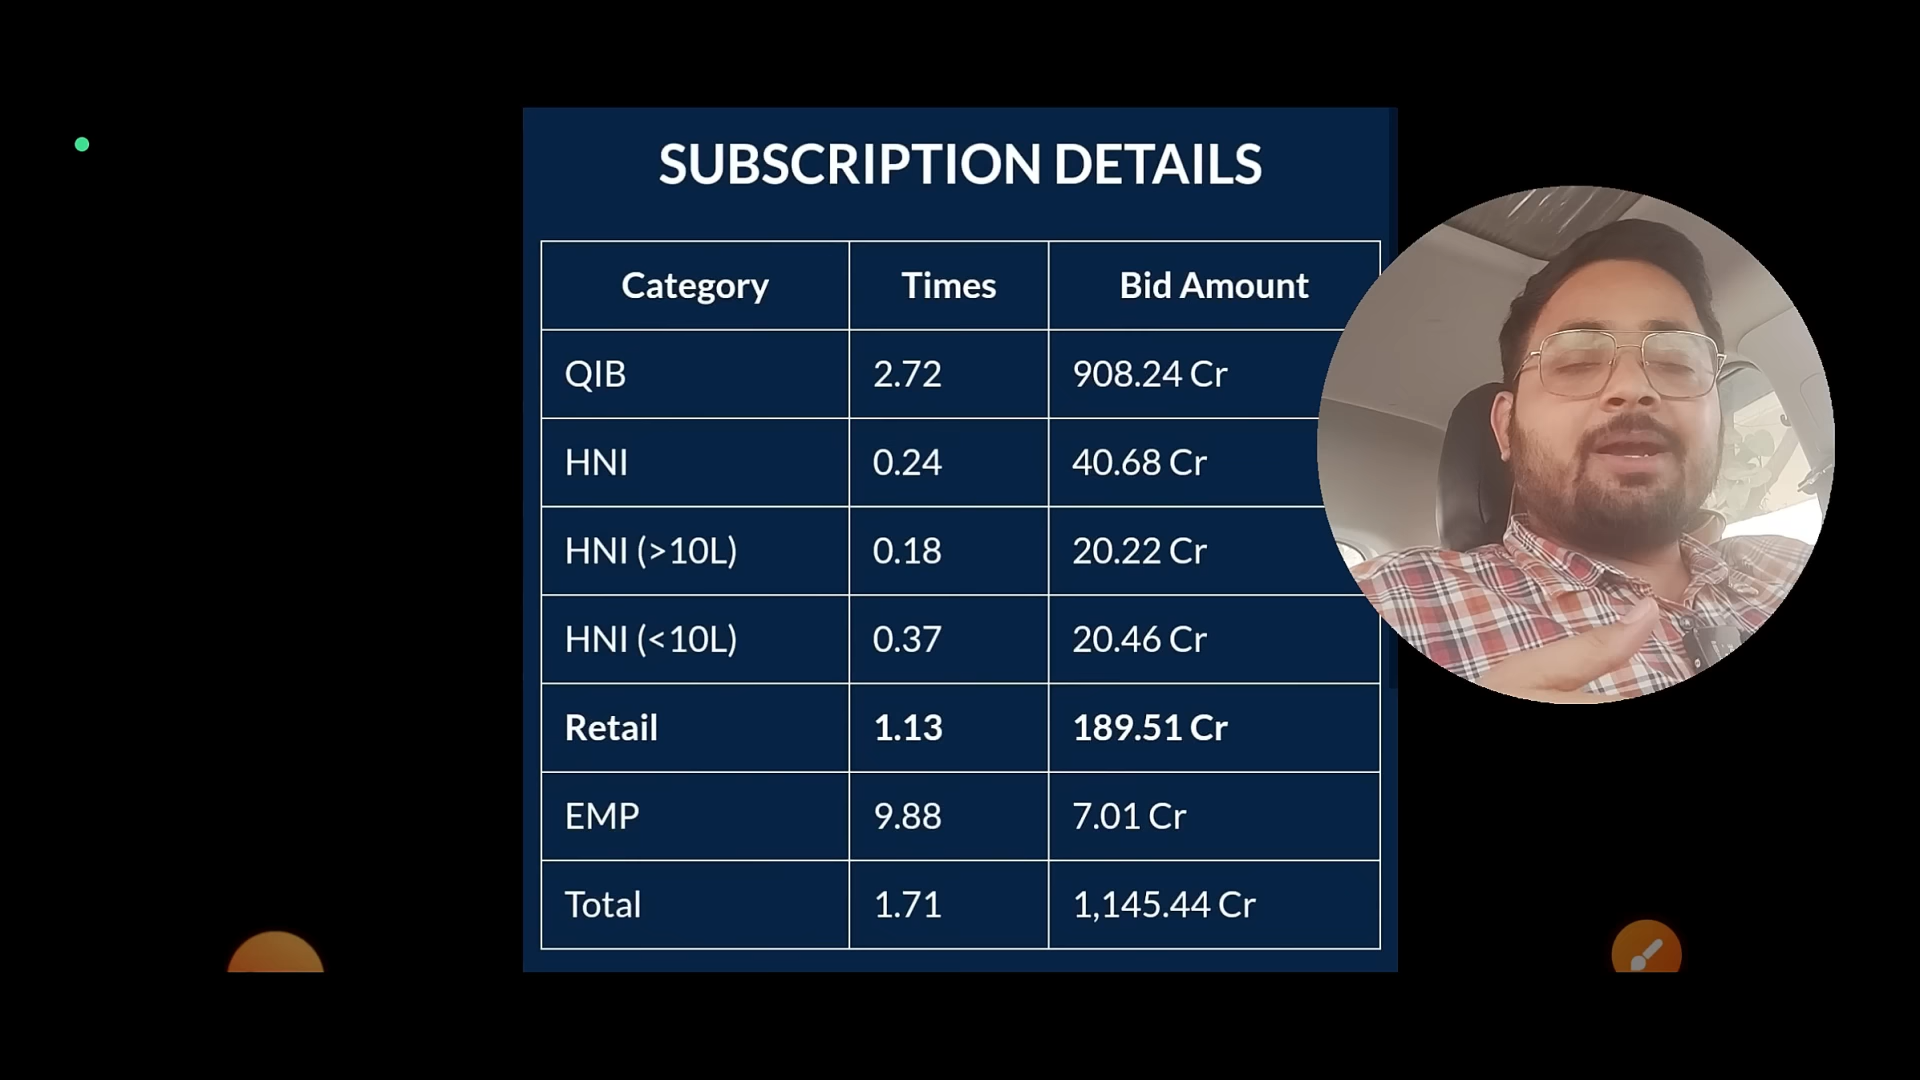 SUBSCRIPTION DETAILS
Category Times Bid Amount
QIB 2.72 908.24 Cr
HNI 0.24 40.68 Cr
HNI (>10L) 0.18 20.22 Cr
HNI (<10L) 0.37 20.46 Cr
Retail 1.13 189.51 Cr
EMP 9.88 7.01 Cr
Total 1.71 1,145.44 Cr